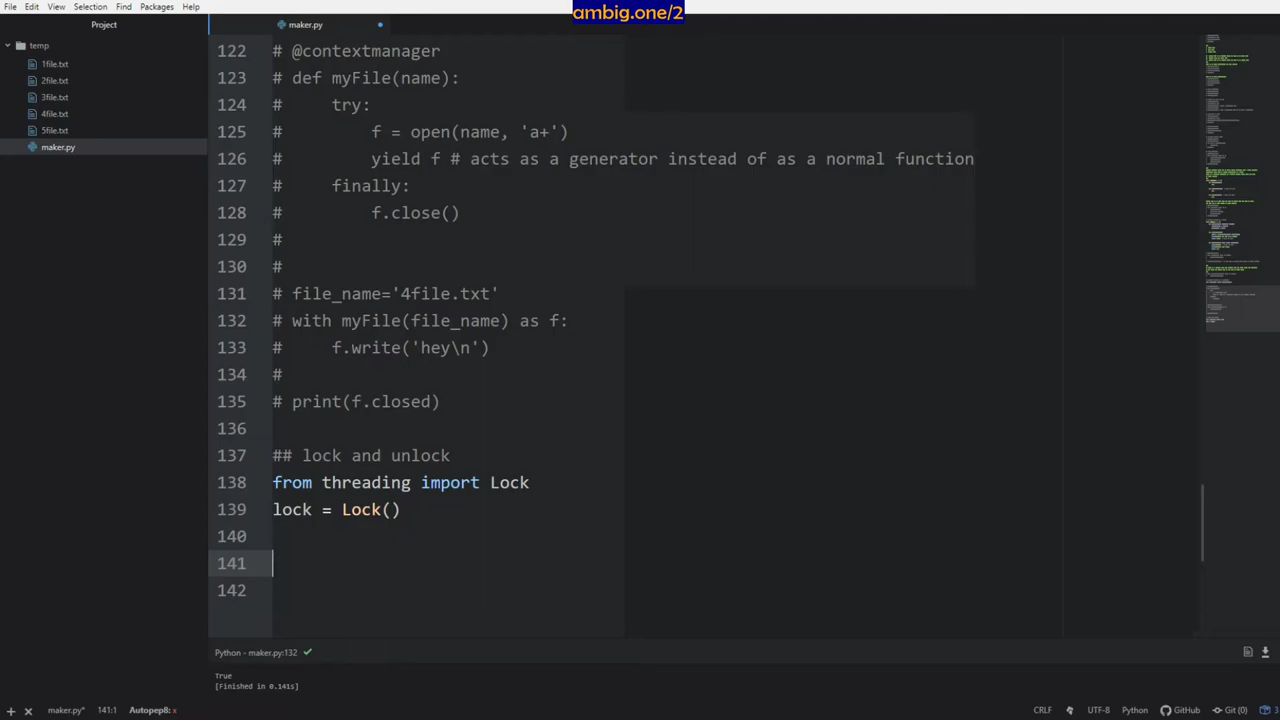 ambig.one/2
File Edit View Selection Find Packages Help
Project
maker.py
temp
1file.txt
2file.txt
3file.txt
4file.txt
5file.txt
maker.py
122 # @contextmanager
123 # def myFile(name):
124 #     try:
125 #         f = open(name, 'a+')
126 #         yield f # acts as a generator instead of as a normal function
127 #     finally:
128 #         f.close()
129 #
130 #
131 # file_name='4file.txt'
132 # with myFile(file_name) as f:
133 #     f.write('hey\n')
134 #
135 # print(f.closed)
136
137 ## lock and unlock
138 from threading import Lock
139 lock = Lock()
140
141
142
Python - maker.py:132
True
[Finished in 0.141s]
maker.py* 141:1 Autopep8: x CRLF UTF-8 Python GitHub Git (0) 3